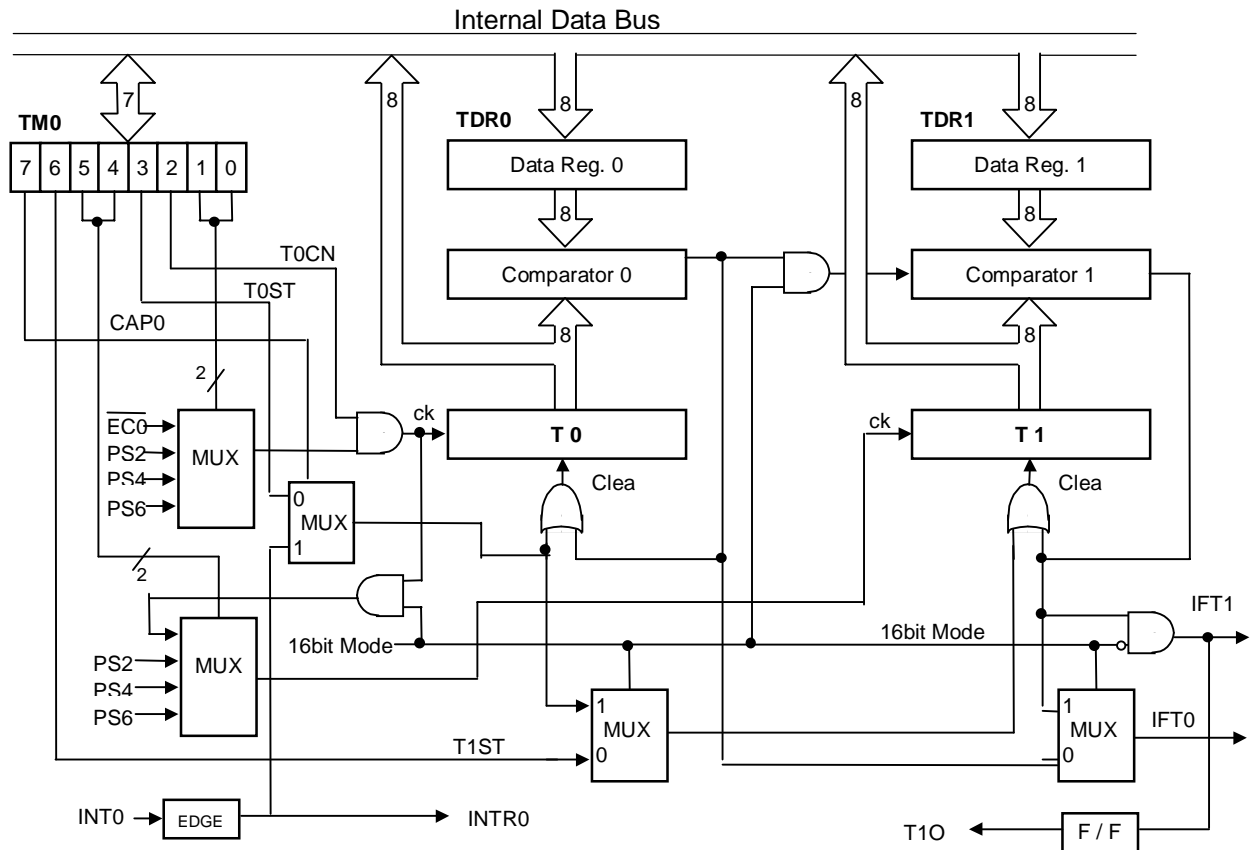 Internal Data Bus
7
8
8
8
8
TM0
TDR0
TDR1
7 6 5 4 3 2 1 0
Data Reg. 0
Data Reg. 1
8
8
T0CN
Comparator 0
Comparator 1
T0ST
CAP0
8
8
2
EC0
PS2
PS4
PS6
MUX
ck
T 0
ck
T 1
Clea
Clea
0
MUX
1
2
16bit Mode
16bit Mode
IFT1
PS2
PS4
PS6
MUX
1
MUX
0
1
MUX
0
IFT0
T1ST
INT0
EDGE
INTR0
T1O
F / F